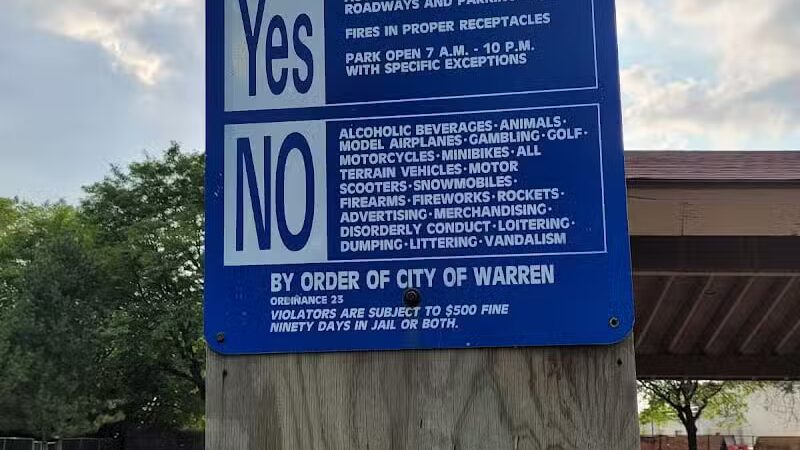 Yes
ROADWAYS AND
FIRES IN PROPER RECEPTACLES
PARK OPEN 7 A.M. - 10 P.M.
WITH SPECIFIC EXCEPTIONS
NO
ALCOHOLIC BEVERAGES · ANIMALS ·
MODEL AIRPLANES · GAMBLING · GOLF ·
MOTORCYCLES · MINIBIKES · ALL
TERRAIN VEHICLES · MOTOR
SCOOTERS · SNOWMOBILES ·
FIREARMS · FIREWORKS · ROCKETS ·
ADVERTISING · MERCHANDISING ·
DISORDERLY CONDUCT · LOITERING ·
DUMPING · LITTERING · VANDALISM
BY ORDER OF CITY OF WARREN
ORDINANCE 23
VIOLATORS ARE SUBJECT TO $500 FINE
NINETY DAYS IN JAIL OR BOTH.